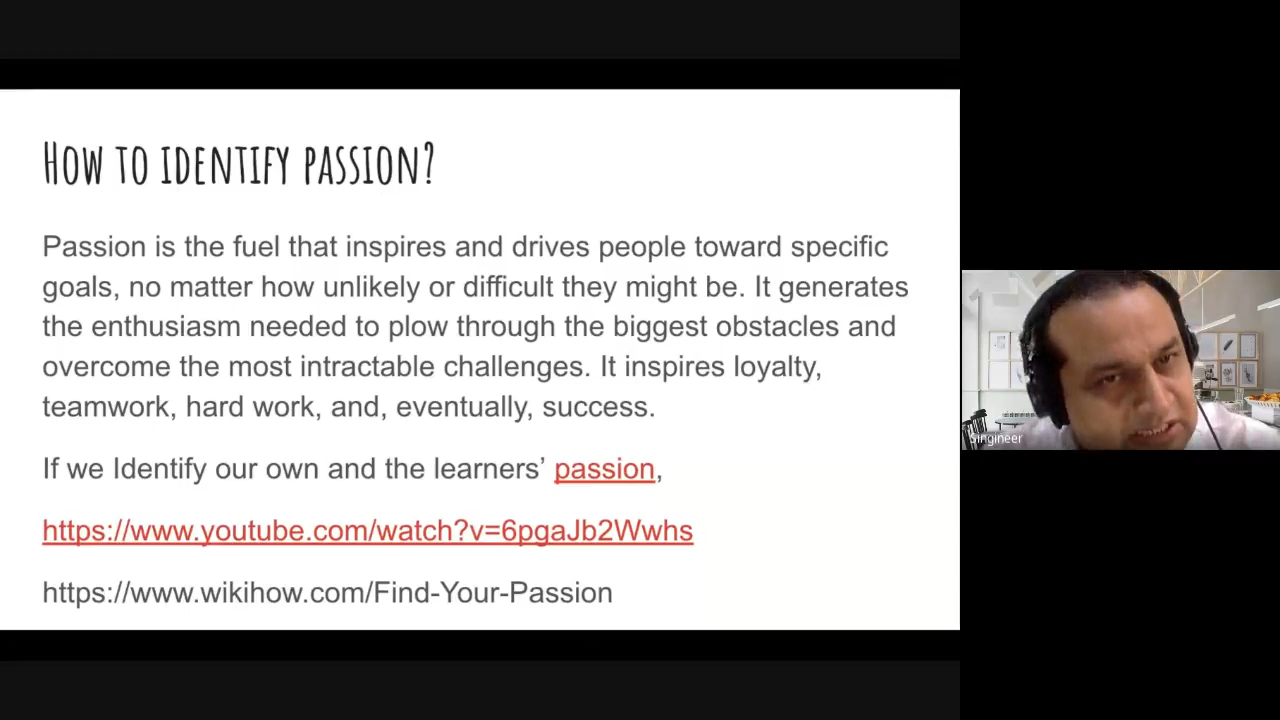 How to identify passion?
Passion is the fuel that inspires and drives people toward specific
goals, no matter how unlikely or difficult they might be. It generates
the enthusiasm needed to plow through the biggest obstacles and
overcome the most intractable challenges. It inspires loyalty,
teamwork, hard work, and, eventually, success.
If we Identify our own and the learners’ passion,
https://www.youtube.com/watch?v=6pgaJb2Wwhs
https://www.wikihow.com/Find-Your-Passion
Singineer